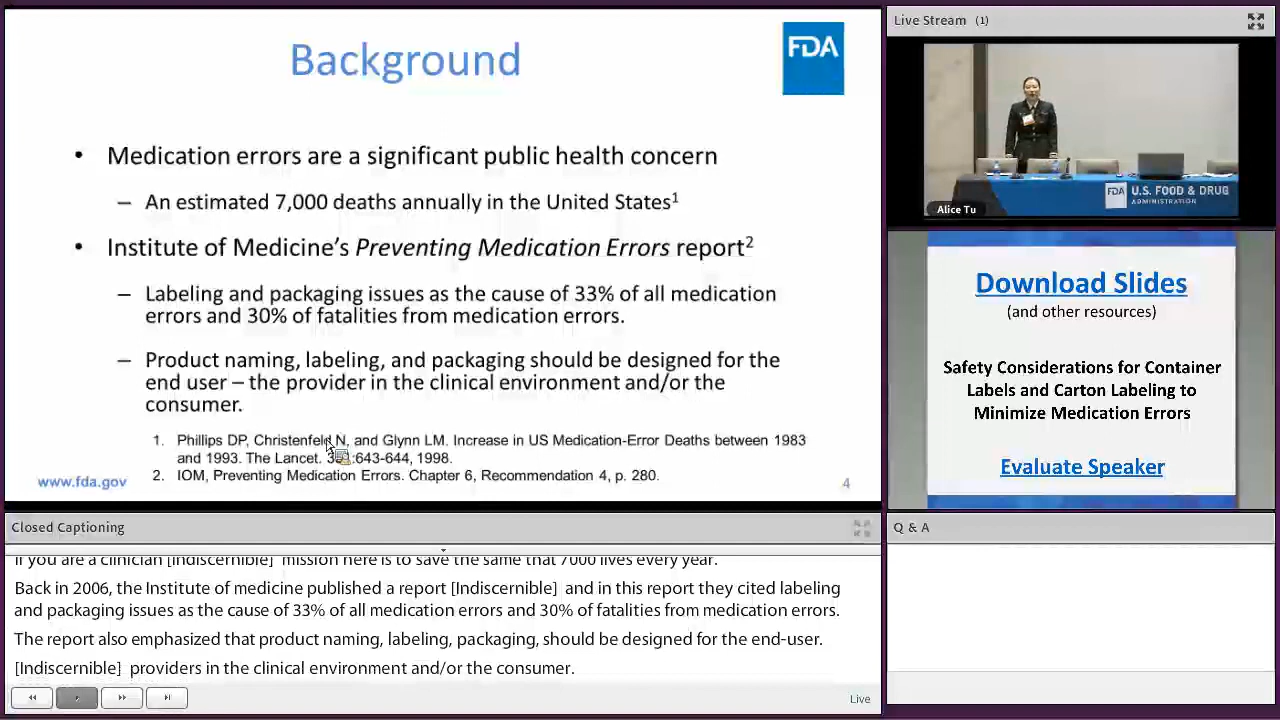 Background
FDA
• Medication errors are a significant public health concern
– An estimated 7,000 deaths annually in the United States1
• Institute of Medicine's Preventing Medication Errors report2
– Labeling and packaging issues as the cause of 33% of all medication
errors and 30% of fatalities from medication errors.
– Product naming, labeling, and packaging should be designed for the
end user – the provider in the clinical environment and/or the
consumer.
1. Phillips DP, Christenfeld N, and Glynn LM. Increase in US Medication-Error Deaths between 1983
and 1993. The Lancet. :643-644, 1998.
2. IOM, Preventing Medication Errors. Chapter 6, Recommendation 4, p. 280.
www.fda.gov
4
Live Stream (1)
FDA U.S. FOOD & DRUG
ADMINISTRATION
Alice Tu
Download Slides
(and other resources)
Safety Considerations for Container
Labels and Carton Labeling to
Minimize Medication Errors
Evaluate Speaker
Closed Captioning
If you are a clinician [Indiscernible] mission here is to save the same that 7000 lives every year.
Back in 2006, the Institute of medicine published a report [Indiscernible] and in this report they cited labeling
and packaging issues as the cause of 33% of all medication errors and 30% of fatalities from medication errors.
The report also emphasized that product naming, labeling, packaging, should be designed for the end-user.
[Indiscernible] providers in the clinical environment and/or the consumer.
Live
Q & A